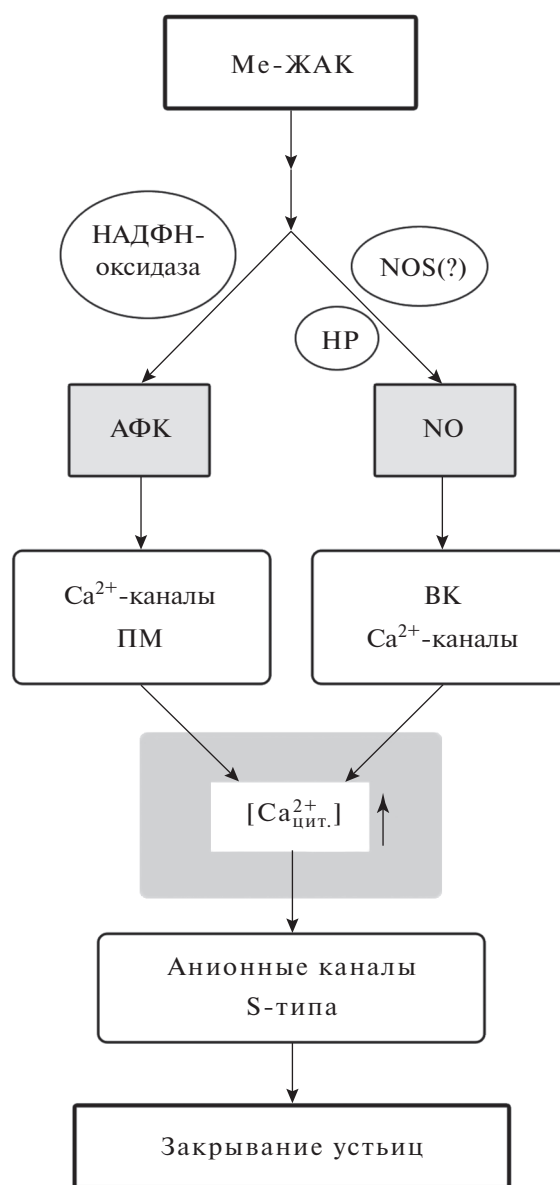 Ме-ЖАК
НАДФН-
оксидаза
NOS(?)
НР
АФК
NO
Ca²⁺-каналы
ПМ
ВК
Ca²⁺-каналы
[Ca²⁺цит.]
Анионные каналы
S-типа
Закрывание устьиц